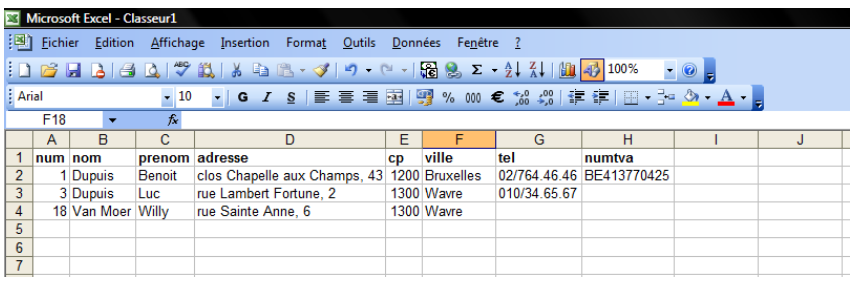 Microsoft Excel - Classeur1
Fichier Edition Affichage Insertion Format Outils Données Fenêtre ?
Σ 100%
Arial 10 G I S % 000 €
F18 fx
A B C D E F G H I J
1 num nom prenom adresse cp ville tel numtva
2 1 Dupuis Benoit clos Chapelle aux Champs, 43 1200 Bruxelles 02/764.46.46 BE413770425
3 3 Dupuis Luc rue Lambert Fortune, 2 1300 Wavre 010/34.65.67
4 18 Van Moer Willy rue Sainte Anne, 6 1300 Wavre
5
6
7